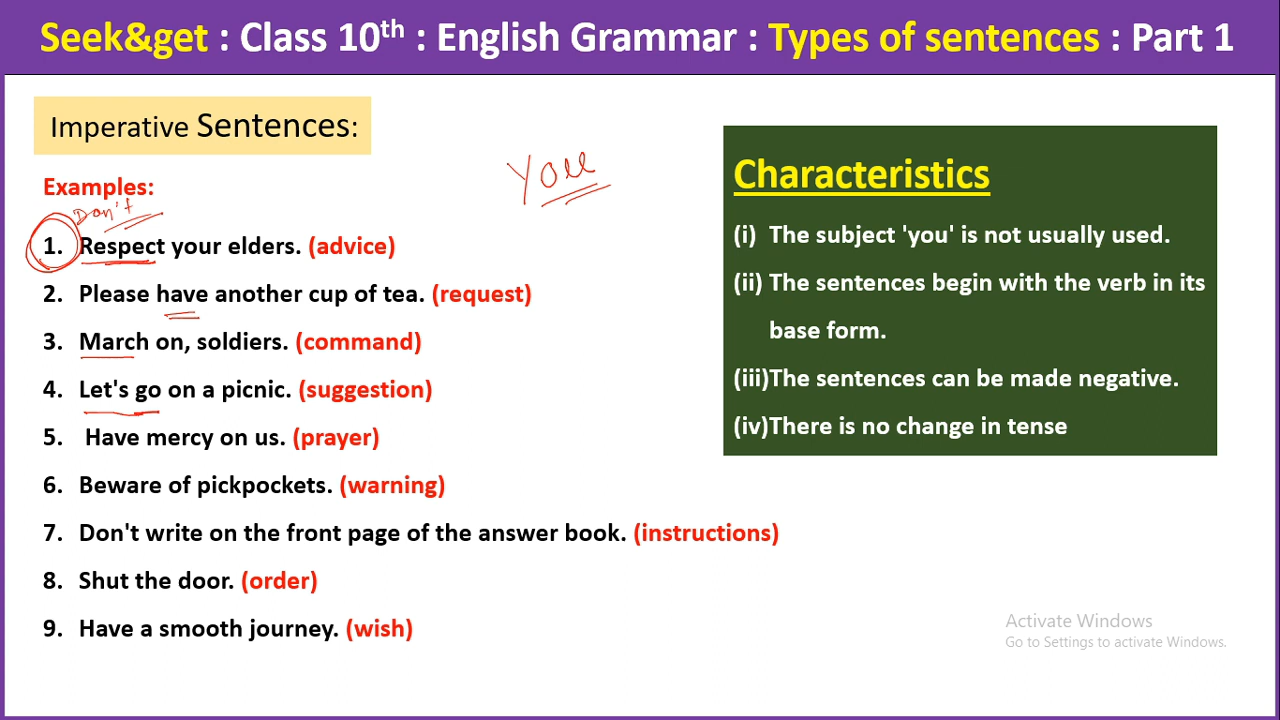 Seek&get : Class 10th : English Grammar : Types of sentences : Part 1
Imperative Sentences:
you
Examples:
Don't
1. Respect your elders. (advice)
2. Please have another cup of tea. (request)
3. March on, soldiers. (command)
4. Let's go on a picnic. (suggestion)
5. Have mercy on us. (prayer)
6. Beware of pickpockets. (warning)
7. Don't write on the front page of the answer book. (instructions)
8. Shut the door. (order)
9. Have a smooth journey. (wish)
Characteristics
(i) The subject 'you' is not usually used.
(ii) The sentences begin with the verb in its
base form.
(iii)The sentences can be made negative.
(iv)There is no change in tense
Activate Windows
Go to Settings to activate Windows.